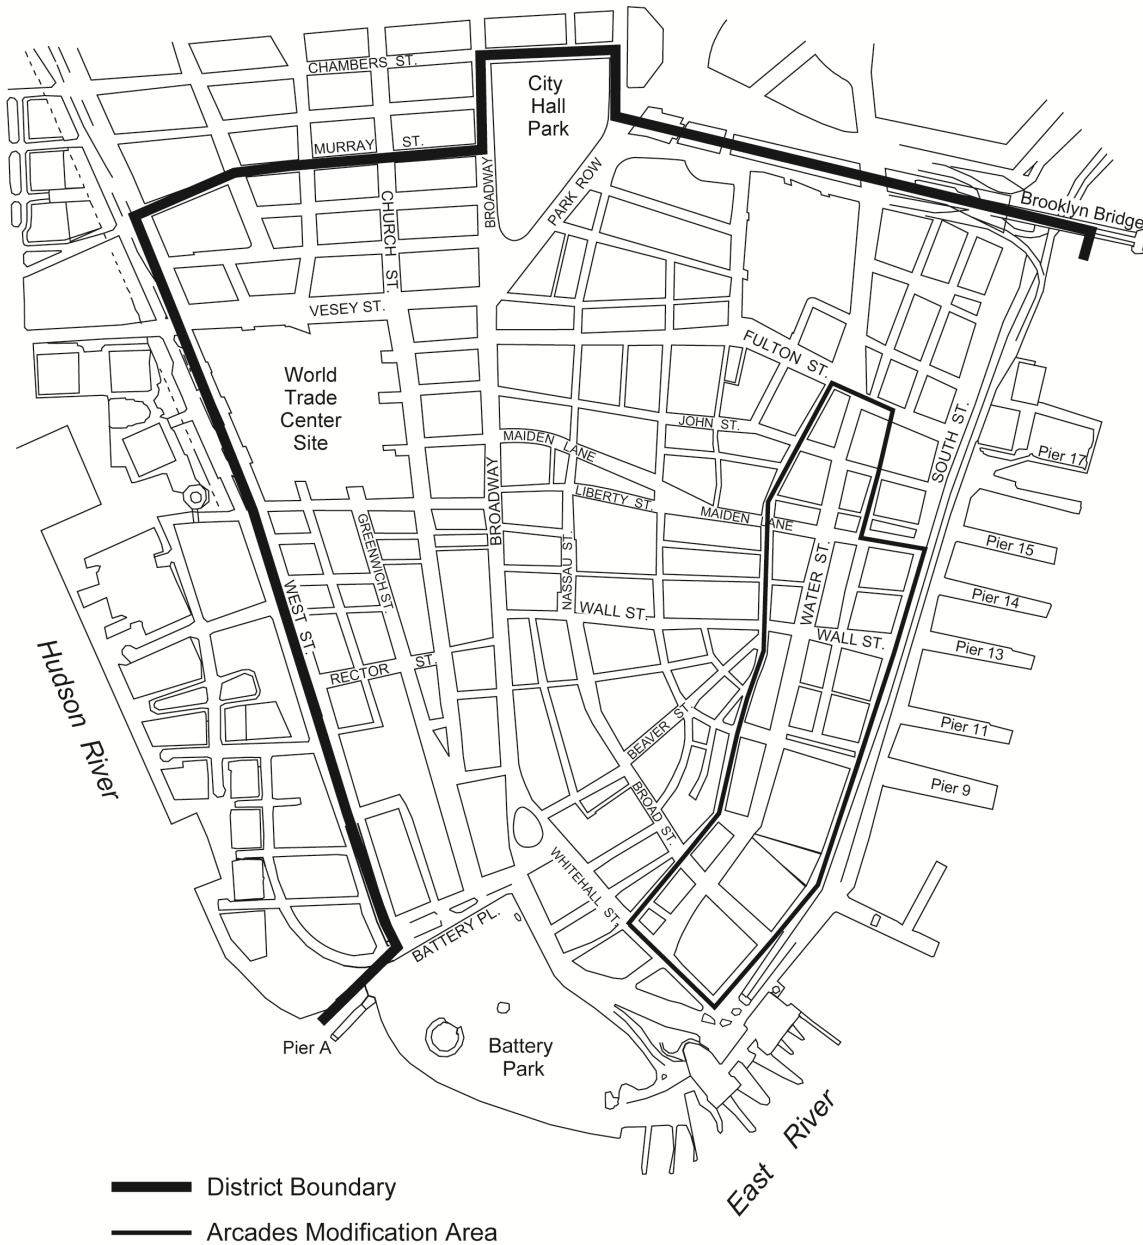 CHAMBERS ST.
City
Hall
Park
MURRAY ST.
BROADWAY
PARK ROW
CHURCH ST.
Brooklyn Bridge
VESEY ST.
FULTON ST.
World
Trade
Center
Site
JOHN ST.
SOUTH ST.
MAIDEN LANE
BROADWAY
Pier 17
LIBERTY ST.
MAIDEN LANE
GREENWICH ST.
NASSAU ST.
WATER ST.
Pier 15
WEST ST.
WALL ST.
Pier 14
WALL ST.
Pier 13
RECTOR ST.
Hudson River
BEAVER ST.
Pier 11
BROAD ST.
Pier 9
WHITEHALL ST.
BATTERY PL.
Pier A
Battery
Park
East River
District Boundary
Arcades Modification Area